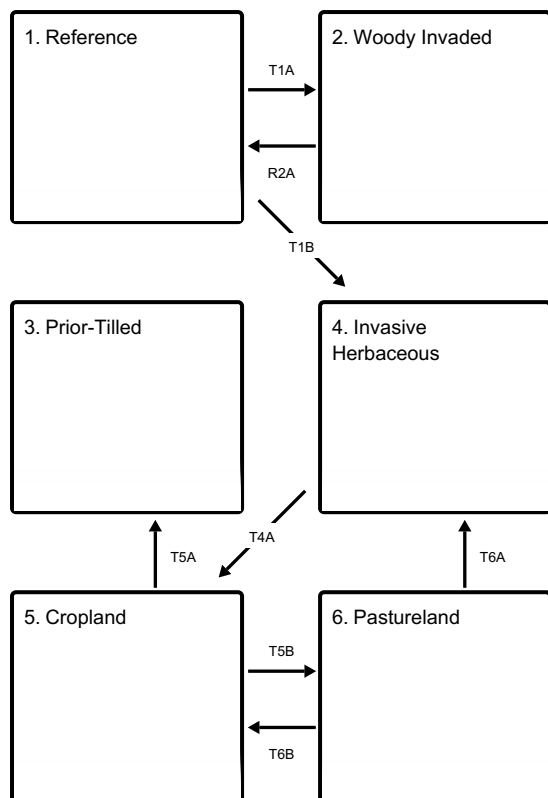 1. Reference
2. Woody Invaded
T1A
R2A
T1B
3. Prior-Tilled
4. Invasive
Herbaceous
T4A
T5A
T6A
5. Cropland
6. Pastureland
T5B
T6B